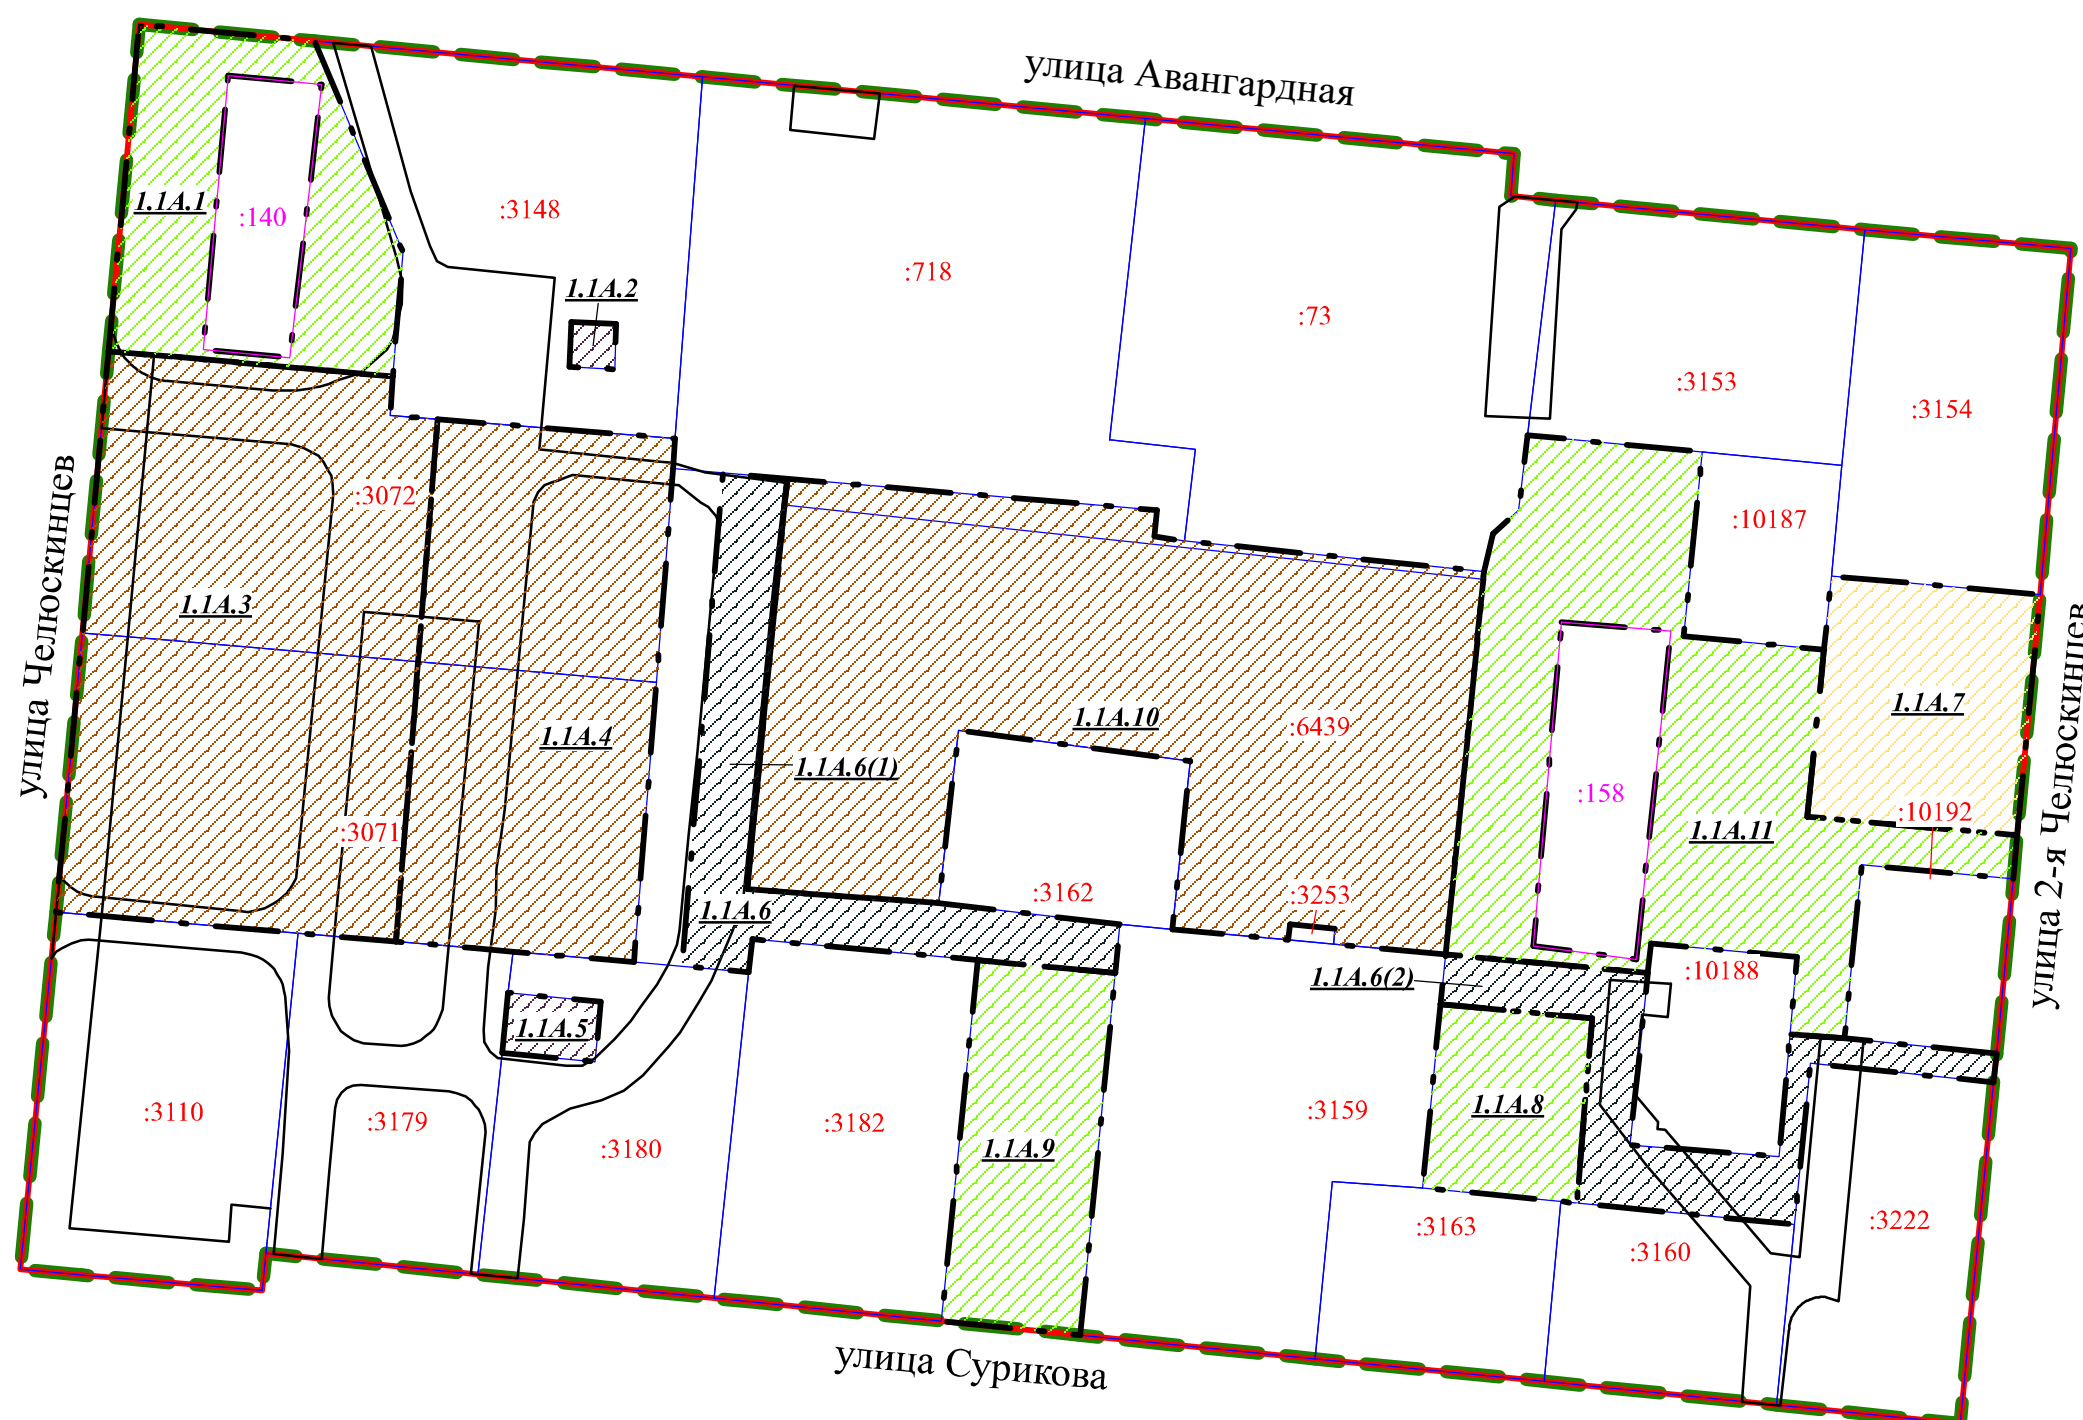 улица Авангардная
1.1А.1
:140
:3148
:718
1.1А.2
:73
:3153
:3154
улица Челюскинцев
:3072
:10187
1.1А.3
1.1А.4
1.1А.10
:6439
1.1А.7
1.1А.6(1)
:158
:10192
1.1А.11
улица 2-я Челюскинцев
:3071
:3162
:3253
1.1А.6
1.1А.6(2)
:10188
1.1А.5
:3110
:3179
:3180
:3182
1.1А.9
:3159
1.1А.8
:3163
:3160
:3222
улица Сурикова